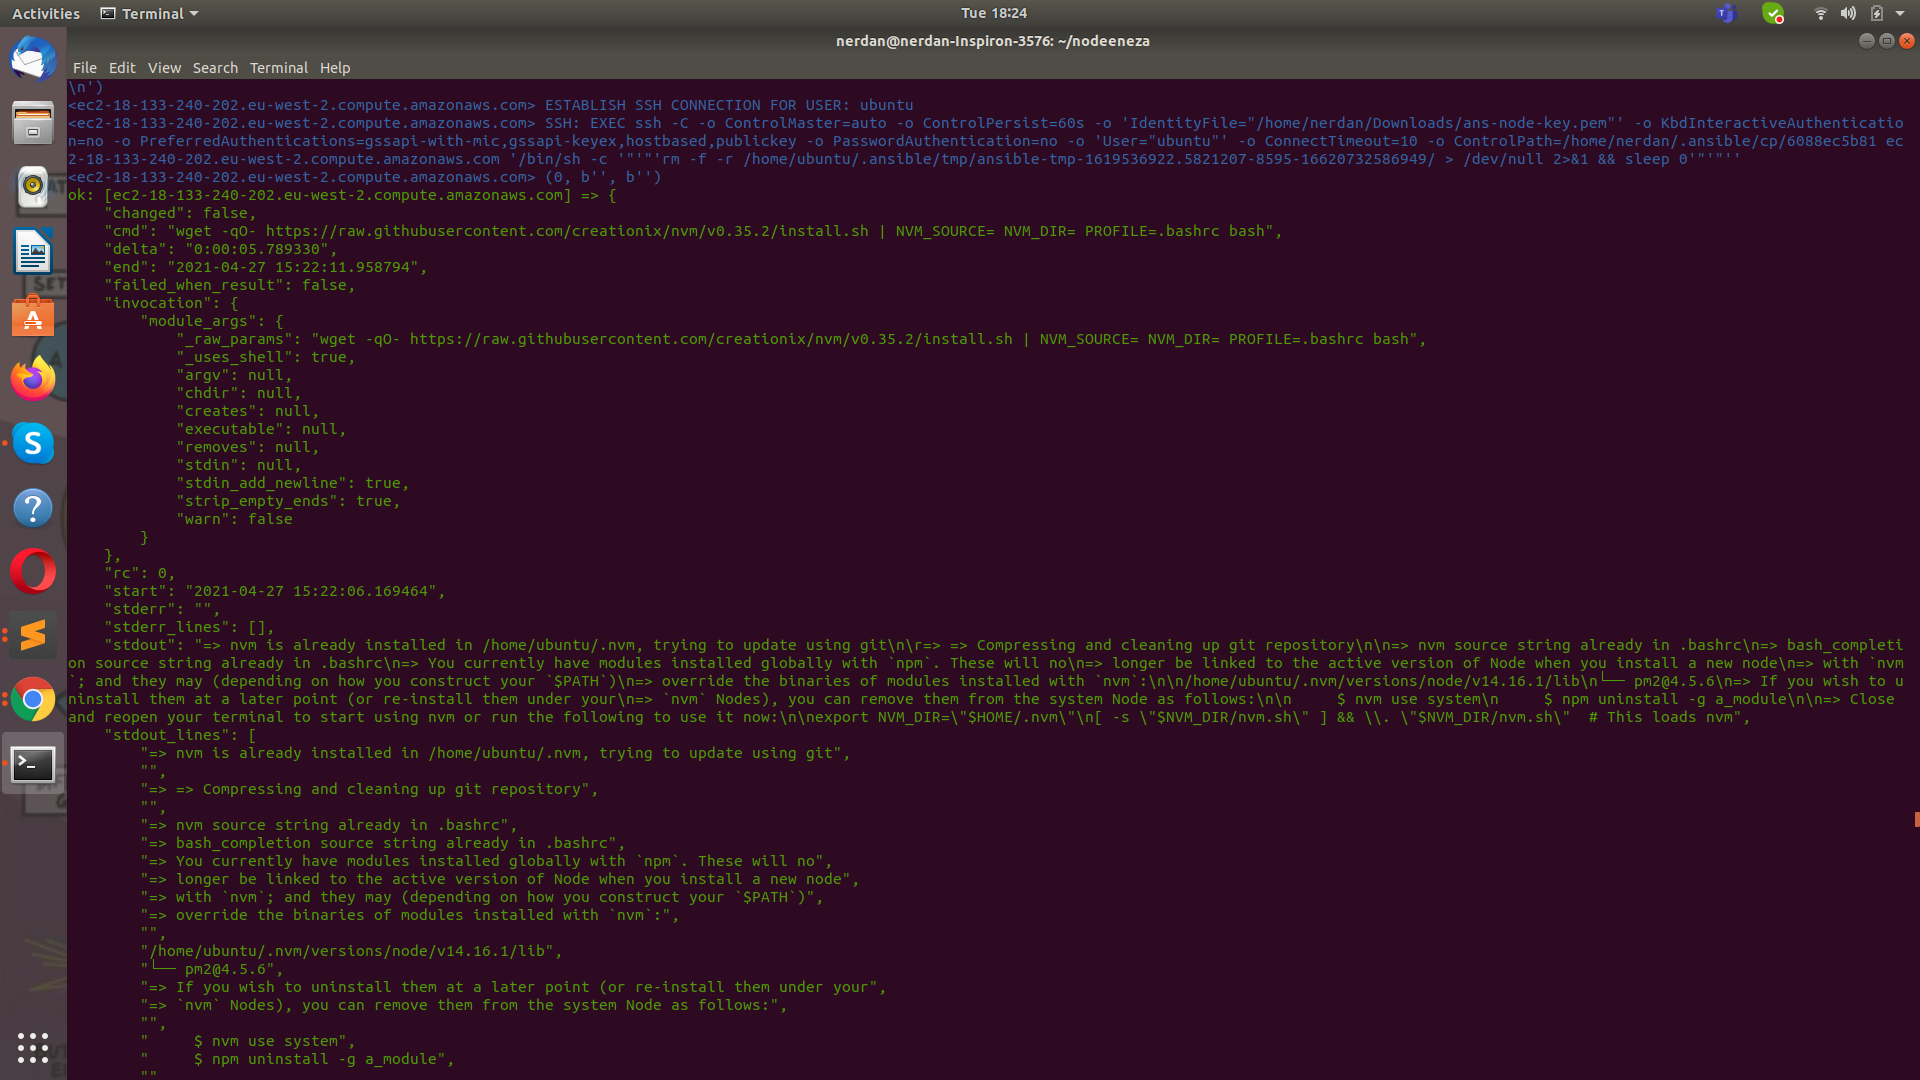 Activities
Terminal
Tue 18:24
nerdan@nerdan-Inspiron-3576: ~/nodeeneza
File Edit View Search Terminal Help
\n')
<ec2-18-133-240-202.eu-west-2.compute.amazonaws.com> ESTABLISH SSH CONNECTION FOR USER: ubuntu
<ec2-18-133-240-202.eu-west-2.compute.amazonaws.com> SSH: EXEC ssh -C -o ControlMaster=auto -o ControlPersist=60s -o 'IdentityFile="/home/nerdan/Downloads/ans-node-key.pem"' -o KbdInteractiveAuthenticatio
n=no -o PreferredAuthentications=gssapi-with-mic,gssapi-keyex,hostbased,publickey -o PasswordAuthentication=no -o 'User="ubuntu"' -o ConnectTimeout=10 -o ControlPath=/home/nerdan/.ansible/cp/6088ec5b81 ec
2-18-133-240-202.eu-west-2.compute.amazonaws.com '/bin/sh -c '"'"'rm -f -r /home/ubuntu/.ansible/tmp/ansible-tmp-1619536922.5821207-8595-16620732586949/ > /dev/null 2>&1 && sleep 0'"'"''
<ec2-18-133-240-202.eu-west-2.compute.amazonaws.com> (0, b'', b'')
ok: [ec2-18-133-240-202.eu-west-2.compute.amazonaws.com] => {
    "changed": false,
    "cmd": "wget -qO- https://raw.githubusercontent.com/creationix/nvm/v0.35.2/install.sh | NVM_SOURCE= NVM_DIR= PROFILE=.bashrc bash",
    "delta": "0:00:05.789330",
    "end": "2021-04-27 15:22:11.958794",
    "failed_when_result": false,
    "invocation": {
        "module_args": {
            "_raw_params": "wget -qO- https://raw.githubusercontent.com/creationix/nvm/v0.35.2/install.sh | NVM_SOURCE= NVM_DIR= PROFILE=.bashrc bash",
            "_uses_shell": true,
            "argv": null,
            "chdir": null,
            "creates": null,
            "executable": null,
            "removes": null,
            "stdin": null,
            "stdin_add_newline": true,
            "strip_empty_ends": true,
            "warn": false
        }
    },
    "rc": 0,
    "start": "2021-04-27 15:22:06.169464",
    "stderr": "",
    "stderr_lines": [],
    "stdout": "=> nvm is already installed in /home/ubuntu/.nvm, trying to update using git\n\r=> => Compressing and cleaning up git repository\n\n=> nvm source string already in .bashrc\n=> bash_completi
on source string already in .bashrc\n=> You currently have modules installed globally with `npm`. These will no\n=> longer be linked to the active version of Node when you install a new node\n=> with `nvm
`; and they may (depending on how you construct your `$PATH`)\n=> override the binaries of modules installed with `nvm`:\n\n/home/ubuntu/.nvm/versions/node/v14.16.1/lib\n└── pm2@4.5.6\n=> If you wish to u
ninstall them at a later point (or re-install them under your\n=> `nvm` Nodes), you can remove them from the system Node as follows:\n\n     $ nvm use system\n     $ npm uninstall -g a_module\n\n=> Close 
and reopen your terminal to start using nvm or run the following to use it now:\n\nexport NVM_DIR=\"$HOME/.nvm\"\n[ -s \"$NVM_DIR/nvm.sh\" ] && \\. \"$NVM_DIR/nvm.sh\"  # This loads nvm",
    "stdout_lines": [
        "=> nvm is already installed in /home/ubuntu/.nvm, trying to update using git",
        "",
        "=> => Compressing and cleaning up git repository",
        "",
        "=> nvm source string already in .bashrc",
        "=> bash_completion source string already in .bashrc",
        "=> You currently have modules installed globally with `npm`. These will no",
        "=> longer be linked to the active version of Node when you install a new node",
        "=> with `nvm`; and they may (depending on how you construct your `$PATH`)",
        "=> override the binaries of modules installed with `nvm`:",
        "",
        "/home/ubuntu/.nvm/versions/node/v14.16.1/lib",
        "└── pm2@4.5.6",
        "=> If you wish to uninstall them at a later point (or re-install them under your",
        "=> `nvm` Nodes), you can remove them from the system Node as follows:",
        "",
        "     $ nvm use system",
        "     $ npm uninstall -g a_module",
        ""